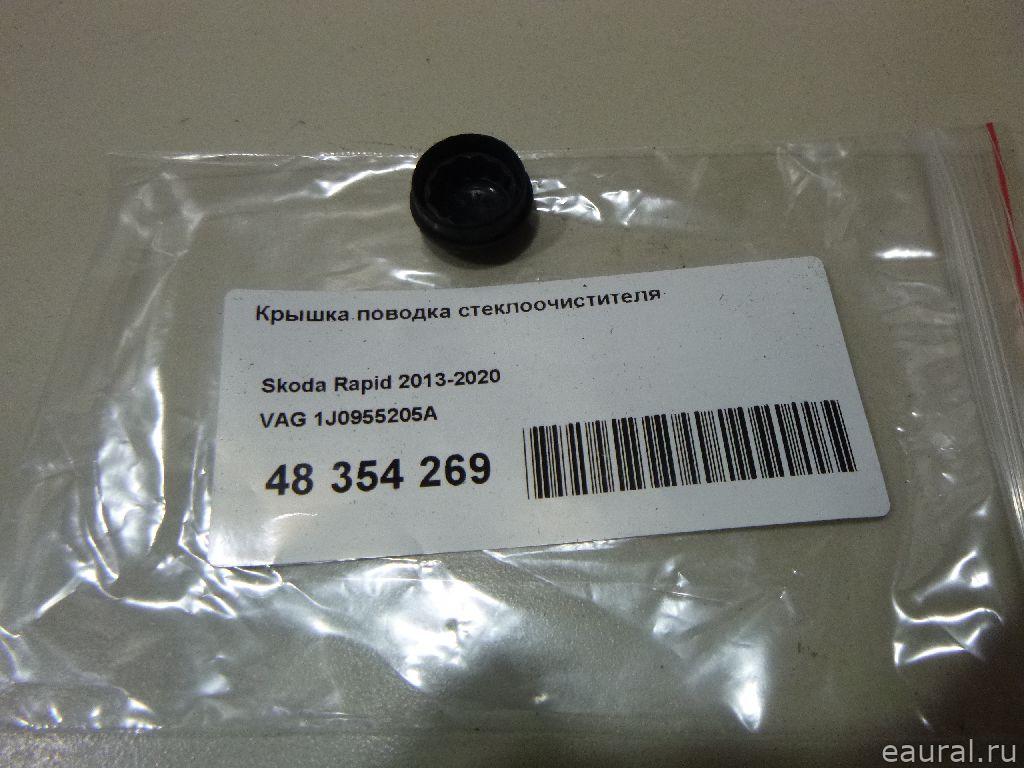 Крышка поводка стеклоочистителя
Skoda Rapid 2013-2020
VAG 1J0955205A
48 354 269
eaural.ru